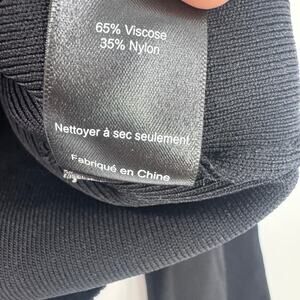 65% Viscose
35% Nylon
Nettoyer à sec seulement
Fabriqué en Chine